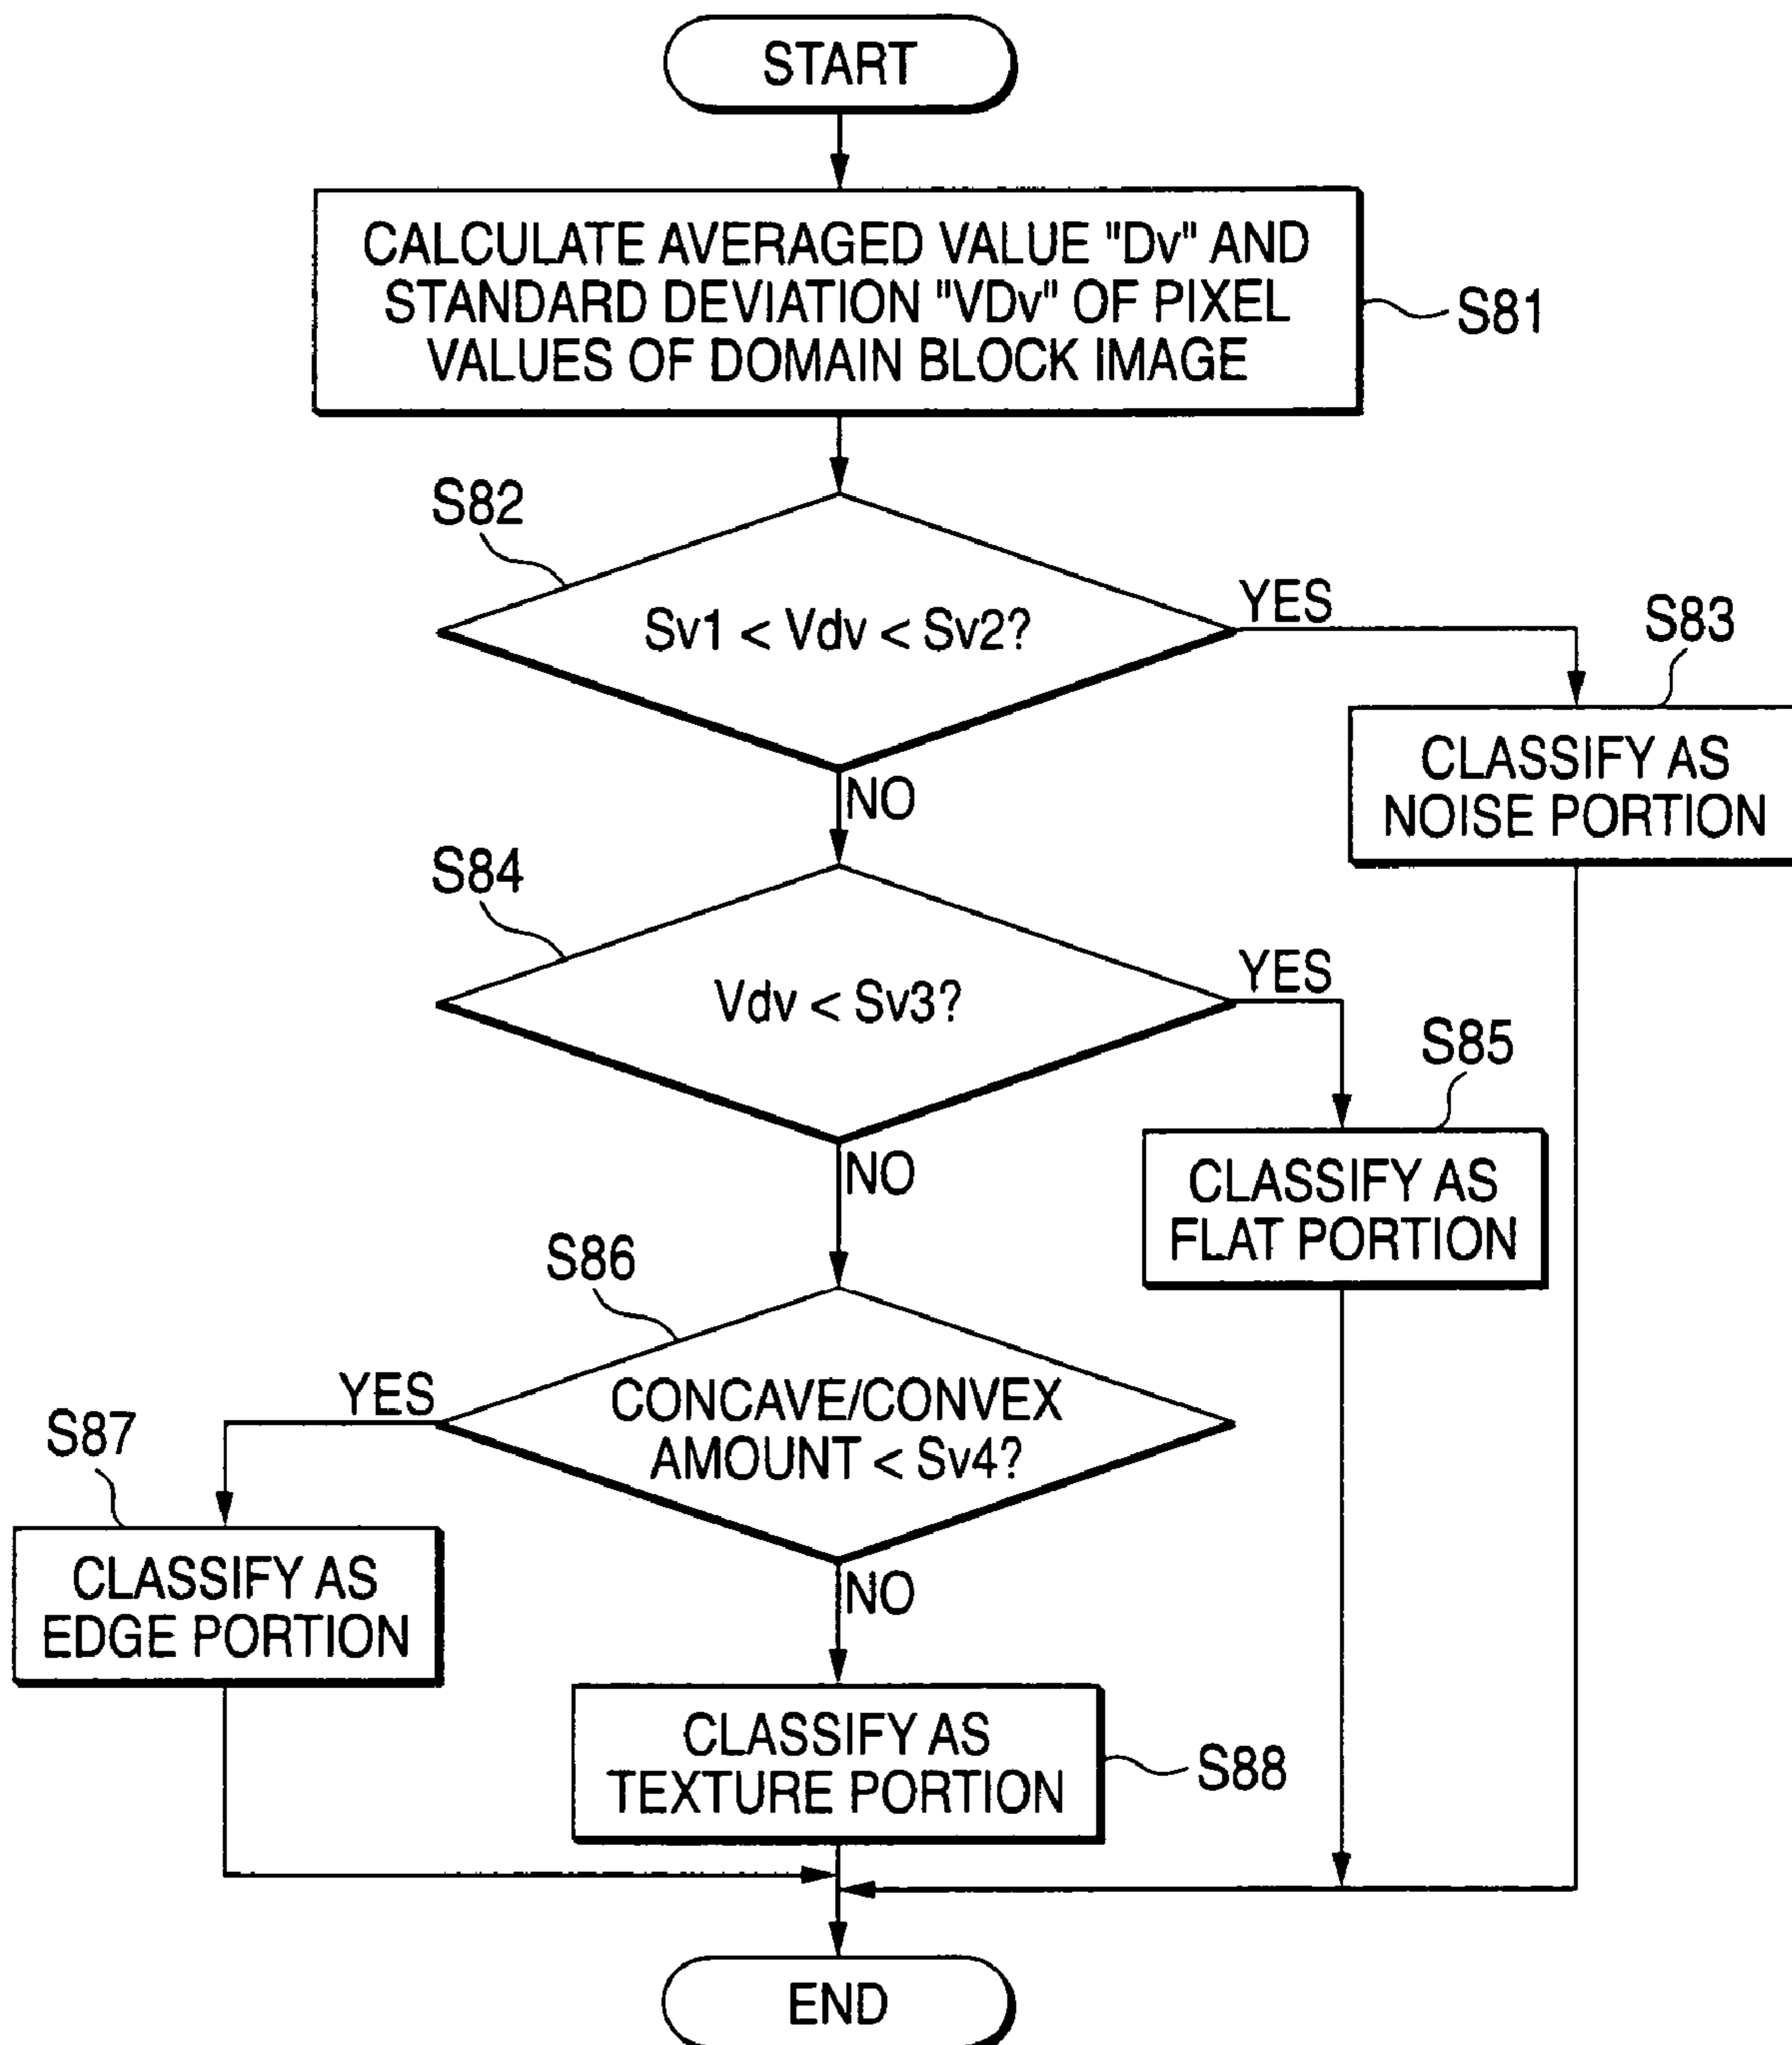 START
CALCULATE AVERAGED VALUE "Dv" AND
STANDARD DEVIATION "VDv" OF PIXEL
VALUES OF DOMAIN BLOCK IMAGE
S81
S82
Sv1 < Vdv < Sv2?
YES
S83
CLASSIFY AS
NOISE PORTION
NO
S84
Vdv < Sv3?
YES
S85
CLASSIFY AS
FLAT PORTION
NO
S86
CONCAVE/CONVEX
AMOUNT < Sv4?
YES
S87
CLASSIFY AS
EDGE PORTION
NO
CLASSIFY AS
TEXTURE PORTION
S88
END